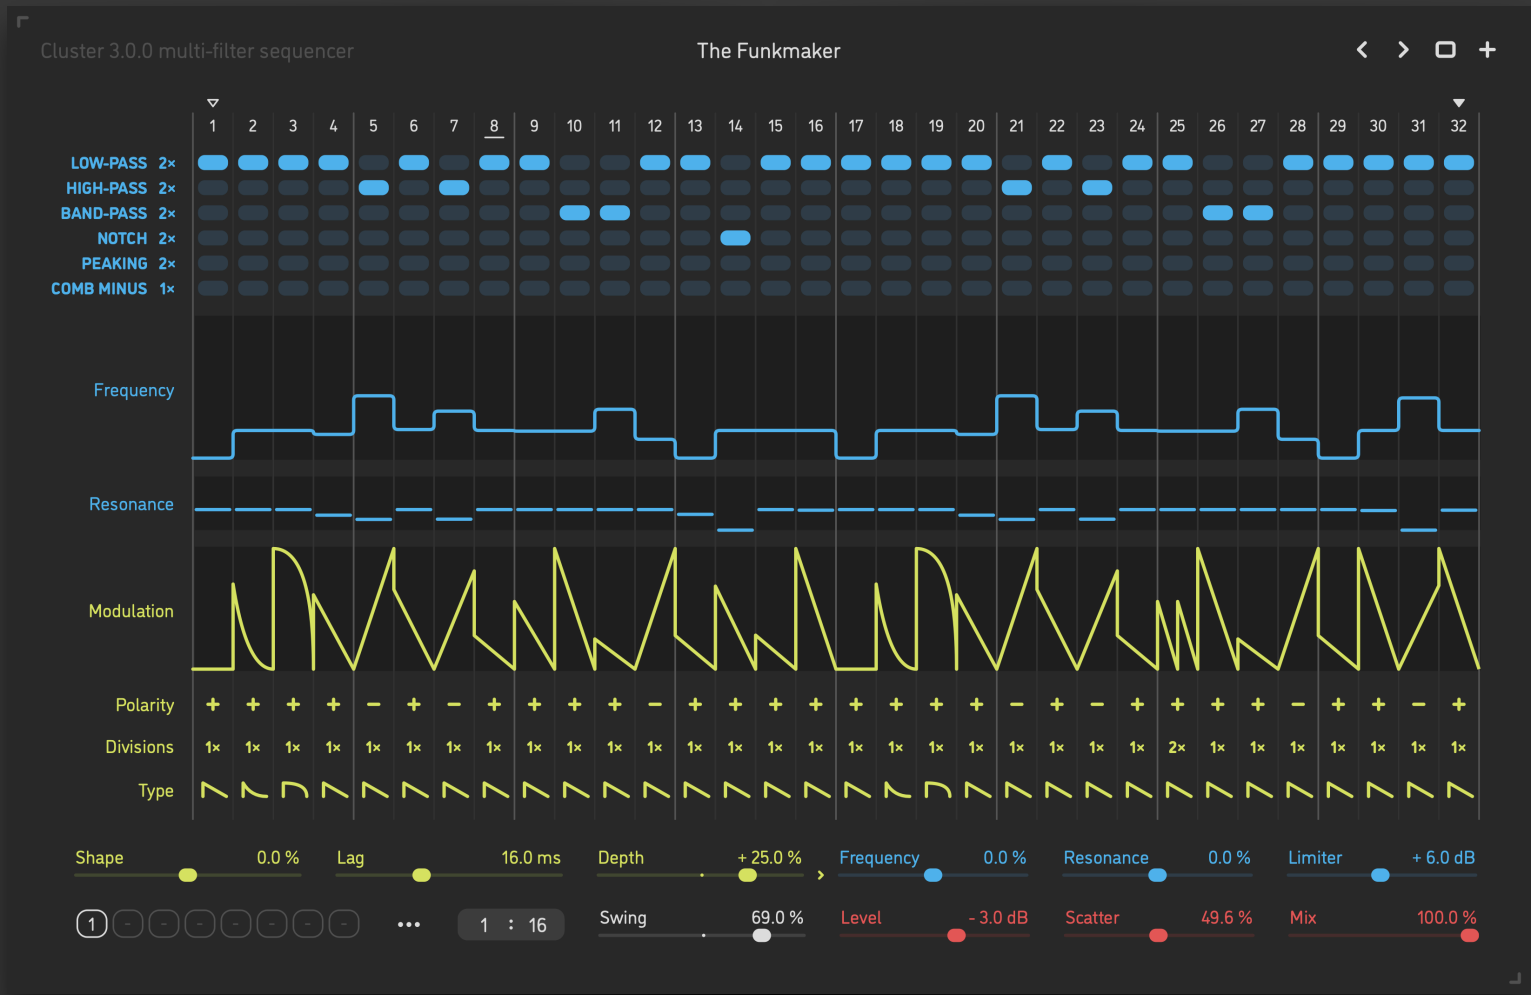 Cluster 3.0.0 multi-filter sequencer
The Funkmaker
1 2 3 4 5 6 7 8 9 10 11 12 13 14 15 16 17 18 19 20 21 22 23 24 25 26 27 28 29 30 31 32
LOW-PASS 2×
HIGH-PASS 2×
BAND-PASS 2×
NOTCH 2×
PEAKING 2×
COMB MINUS 1×
Frequency
Resonance
Modulation
Polarity + + + + − + − + + + + − + + + + + + + + − + − + + + + − + + − +
Divisions 1× 1× 1× 1× 1× 1× 1× 1× 1× 1× 1× 1× 1× 1× 1× 1× 1× 1× 1× 1× 1× 1× 1× 1× 2× 1× 1× 1× 1× 1× 1× 1×
Type
Shape 0.0 % Lag 16.0 ms Depth + 25.0 % Frequency 0.0 % Resonance 0.0 % Limiter + 6.0 dB
1 - - - - - - - ••• 1 : 16 Swing 69.0 % Level - 3.0 dB Scatter 49.6 % Mix 100.0 %